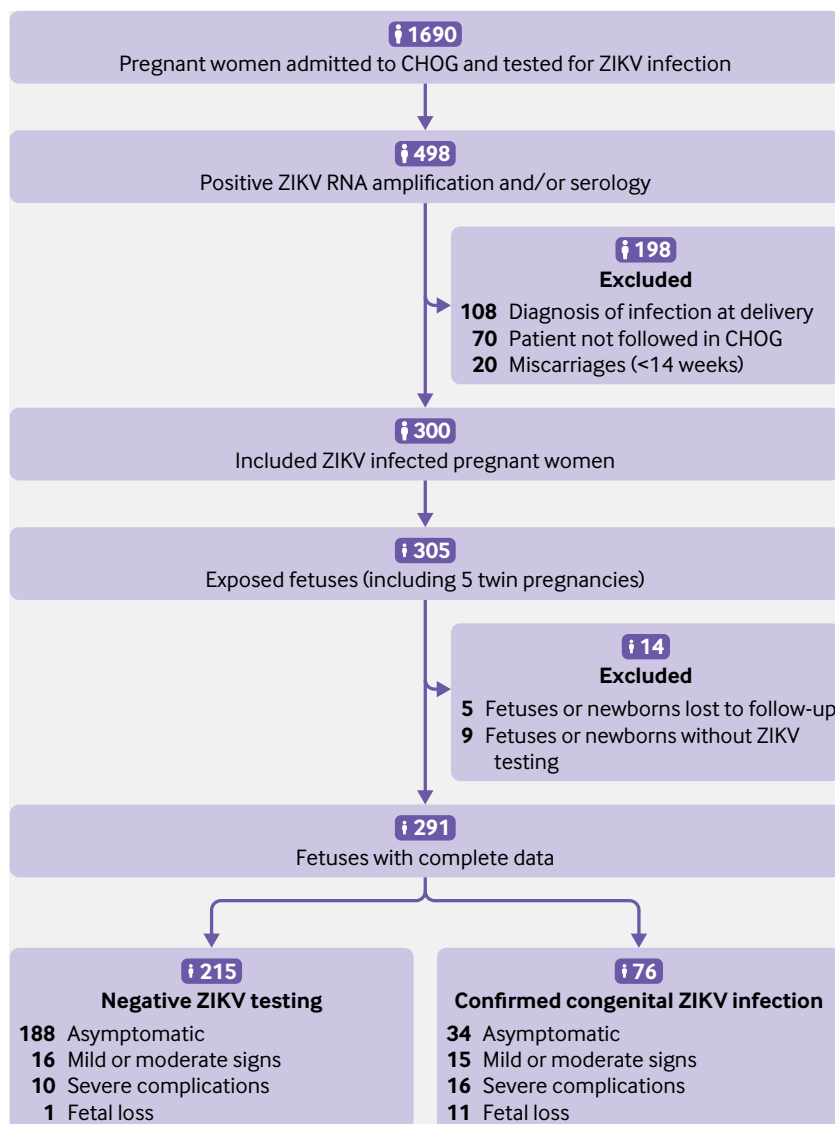 1690
Pregnant women admitted to CHOG and tested for ZIKV infection
498
Positive ZIKV RNA amplification and/or serology
198
Excluded
108 Diagnosis of infection at delivery
70 Patient not followed in CHOG
20 Miscarriages (<14 weeks)
300
Included ZIKV infected pregnant women
305
Exposed fetuses (including 5 twin pregnancies)
14
Excluded
5 Fetuses or newborns lost to follow-up
9 Fetuses or newborns without ZIKV
testing
291
Fetuses with complete data
215
Negative ZIKV testing
188 Asymptomatic
16 Mild or moderate signs
10 Severe complications
1 Fetal loss
76
Confirmed congenital ZIKV infection
34 Asymptomatic
15 Mild or moderate signs
16 Severe complications
11 Fetal loss